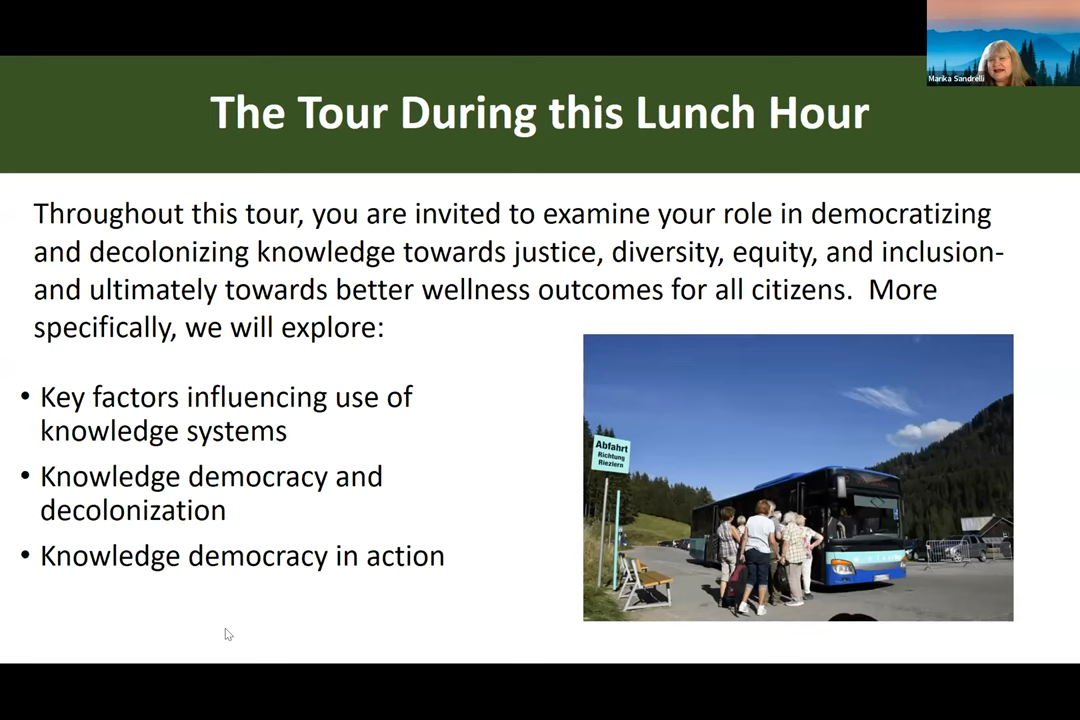 Marika Sandrelli
The Tour During this Lunch Hour
Throughout this tour, you are invited to examine your role in democratizing
and decolonizing knowledge towards justice, diversity, equity, and inclusion-
and ultimately towards better wellness outcomes for all citizens.  More
specifically, we will explore:
• Key factors influencing use of
knowledge systems
• Knowledge democracy and
decolonization
• Knowledge democracy in action
Abfahrt
Richtung
Riezlern